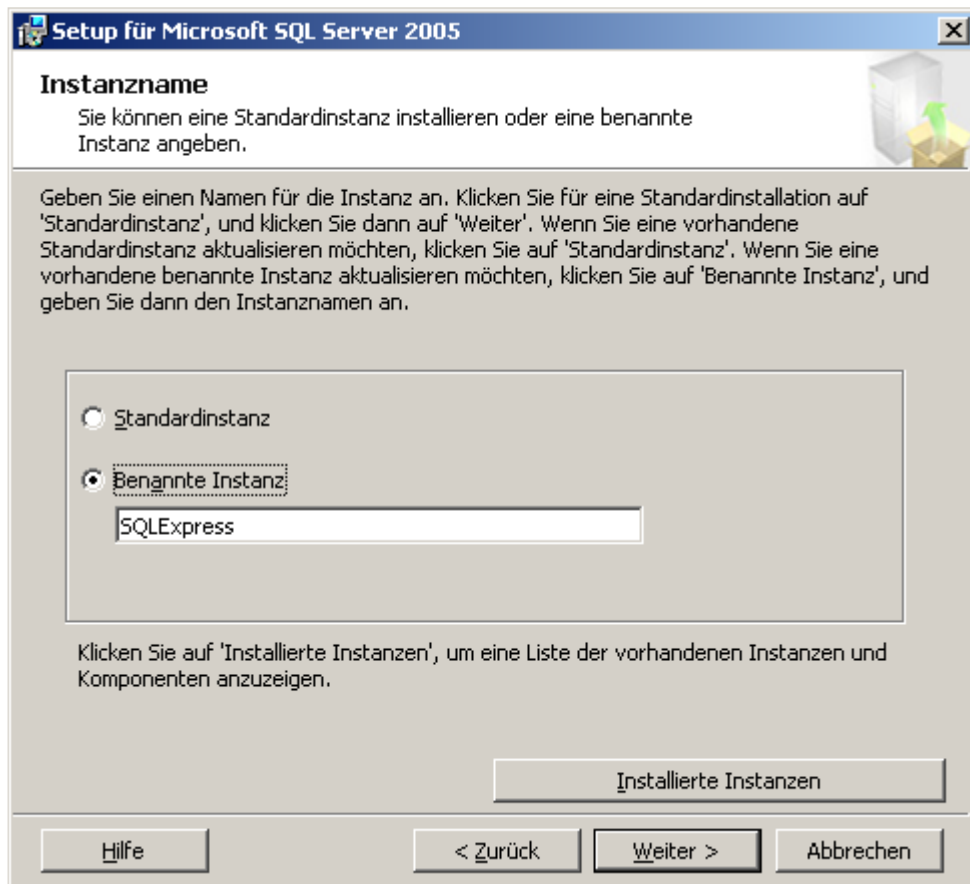 Setup für Microsoft SQL Server 2005
Instanzname
Sie können eine Standardinstanz installieren oder eine benannte
Instanz angeben.
Geben Sie einen Namen für die Instanz an. Klicken Sie für eine Standardinstallation auf
'Standardinstanz', und klicken Sie dann auf 'Weiter'. Wenn Sie eine vorhandene
Standardinstanz aktualisieren möchten, klicken Sie auf 'Standardinstanz'. Wenn Sie eine
vorhandene benannte Instanz aktualisieren möchten, klicken Sie auf 'Benannte Instanz', und
geben Sie dann den Instanznamen an.
Standardinstanz
Benannte Instanz
SQLExpress
Klicken Sie auf 'Installierte Instanzen', um eine Liste der vorhandenen Instanzen und
Komponenten anzuzeigen.
Installierte Instanzen
Hilfe
< Zurück
Weiter >
Abbrechen